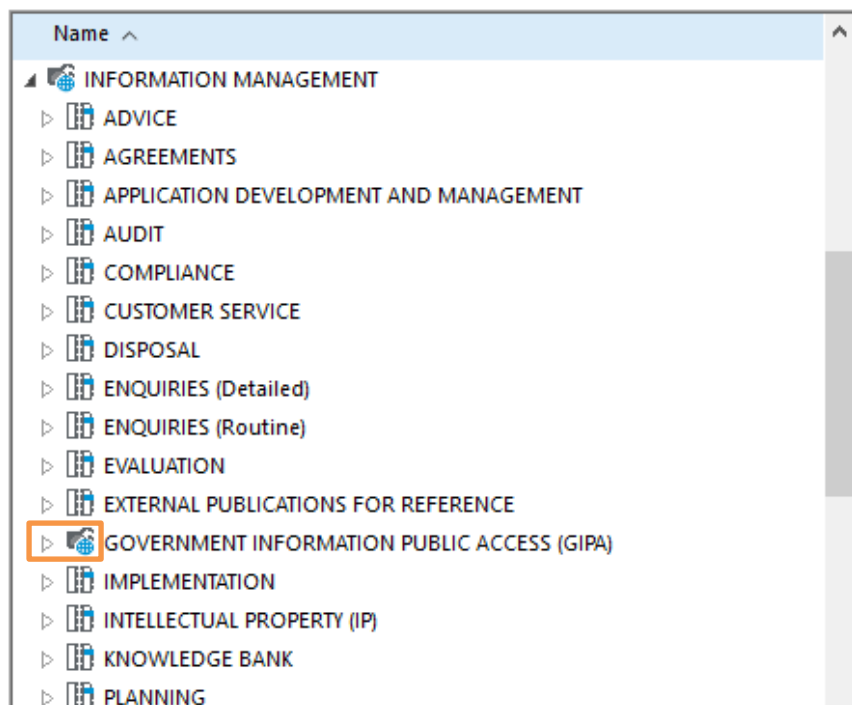 Name
INFORMATION MANAGEMENT
ADVICE
AGREEMENTS
APPLICATION DEVELOPMENT AND MANAGEMENT
AUDIT
COMPLIANCE
CUSTOMER SERVICE
DISPOSAL
ENQUIRIES (Detailed)
ENQUIRIES (Routine)
EVALUATION
EXTERNAL PUBLICATIONS FOR REFERENCE
GOVERNMENT INFORMATION PUBLIC ACCESS (GIPA)
IMPLEMENTATION
INTELLECTUAL PROPERTY (IP)
KNOWLEDGE BANK
PLANNING